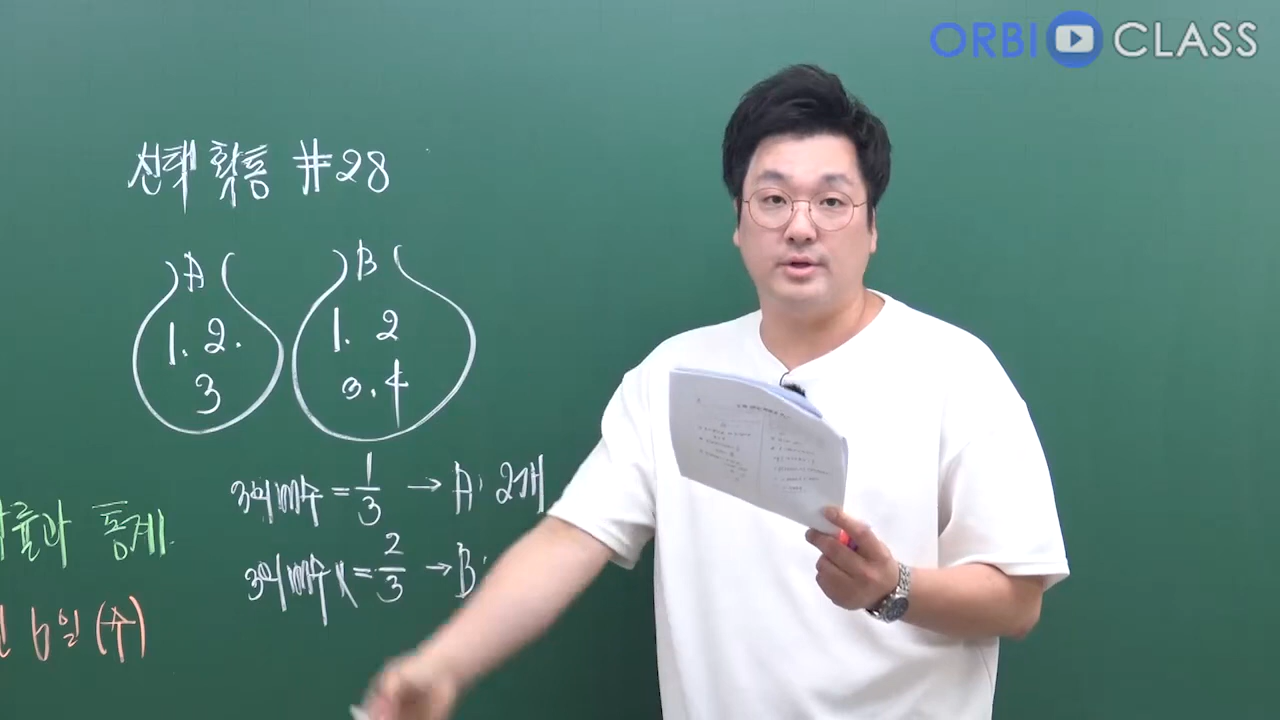 ORBI CLASS
선택 확통 #28
A
1. 2.
3
B
1. 2
3. 4
3의 배수 = 1/3 → A: 2개
3의 배수 X = 2/3 → B:
률과 통계.
6일 (수)